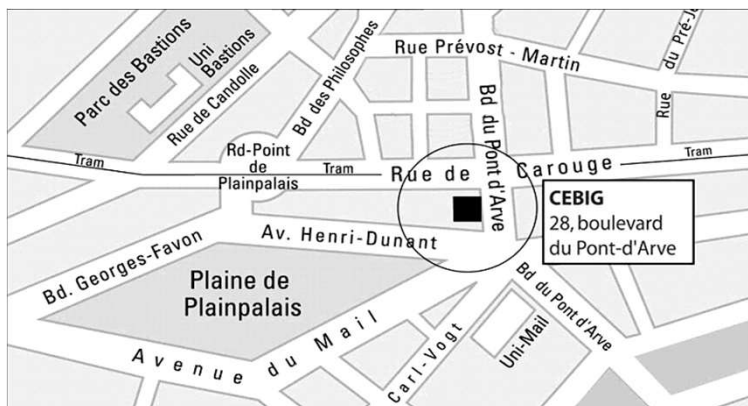 Parc des Bastions
Uni
Bastions
Rue de Candolle
Bd des Philosophes
Rue Prévost - Martin
Bd du Pont d'Arve
Rue du Pré-Jé
Tram
Rd-Point
de
Plainpalais
Tram
Rue de Carouge
Tram
CEBIG
28, boulevard
du Pont-d'Arve
Bd. Georges-Favon
Av. Henri-Dunant
Plaine de
Plainpalais
Bd du Pont d'Arve
Uni-Mail
Carl-Vogt
Avenue du Mail